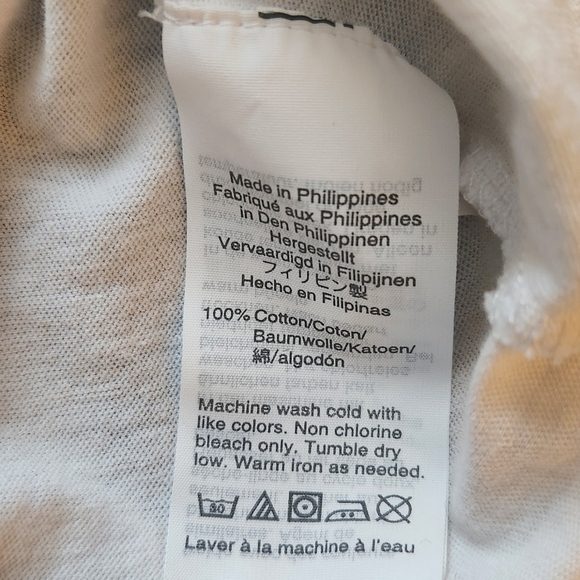 Made in Philippines
Fabriqué aux Philippines
in Den Philippinen
Hergestellt
Vervaardigd in Filipijnen
フィリピン製
Hecho en Filipinas
100% Cotton/Coton/
Baumwolle/Katoen/
綿/algodón
Machine wash cold with
like colors. Non chlorine
bleach only. Tumble dry
low. Warm iron as needed.
30
Laver à la machine à l'eau